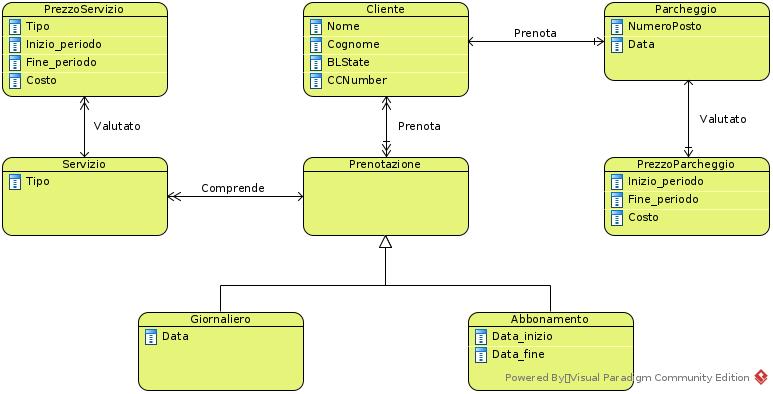 PrezzoServizio
Tipo
Inizio_periodo
Fine_periodo
Costo
Cliente
Nome
Cognome
BLState
CCNumber
Parcheggio
NumeroPosto
Data
Prenota
Valutato
Prenota
Valutato
Servizio
Tipo
Comprende
Prenotazione
PrezzoParcheggio
Inizio_periodo
Fine_periodo
Costo
Giornaliero
Data
Abbonamento
Data_inizio
Data_fine
Powered By Visual Paradigm Community Edition